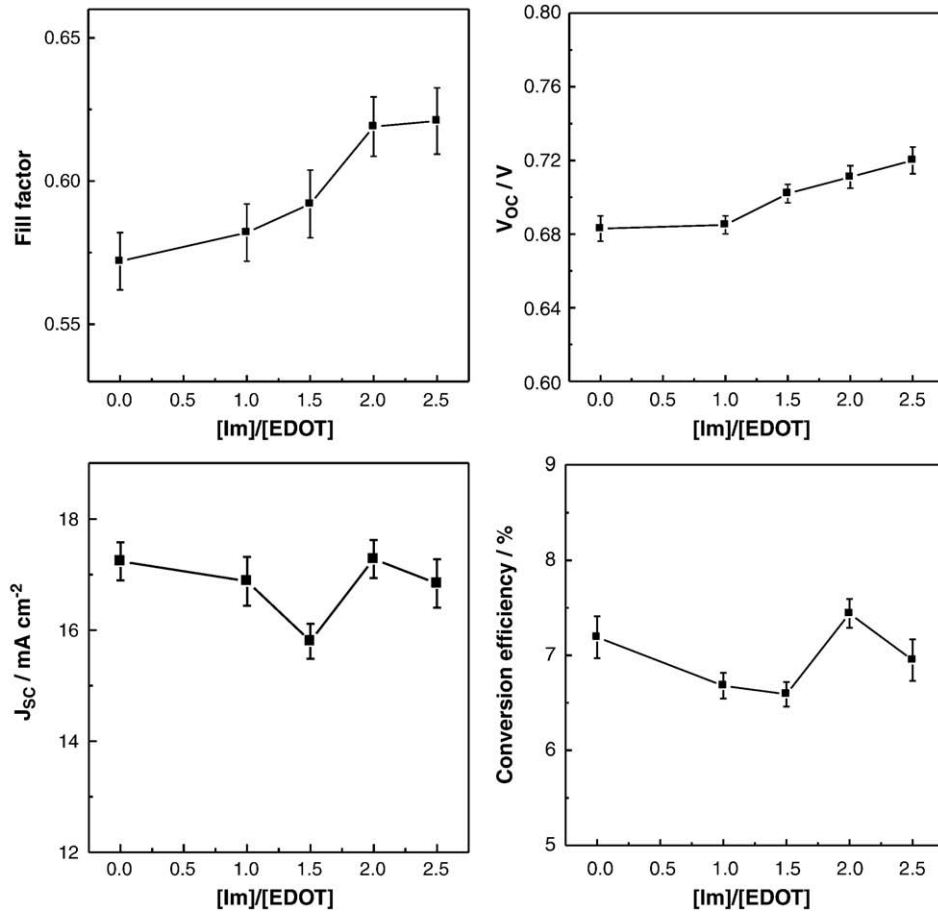 Fill factor
0.65
0.60
0.55
0.0 0.5 1.0 1.5 2.0 2.5
[Im]/[EDOT]
V_OC / V
0.80
0.76
0.72
0.68
0.64
0.60
0.0 0.5 1.0 1.5 2.0 2.5
[Im]/[EDOT]
J_SC / mA cm⁻²
18
16
14
12
0.0 0.5 1.0 1.5 2.0 2.5
[Im]/[EDOT]
Conversion efficiency / %
9
8
7
6
5
0.0 0.5 1.0 1.5 2.0 2.5
[Im]/[EDOT]